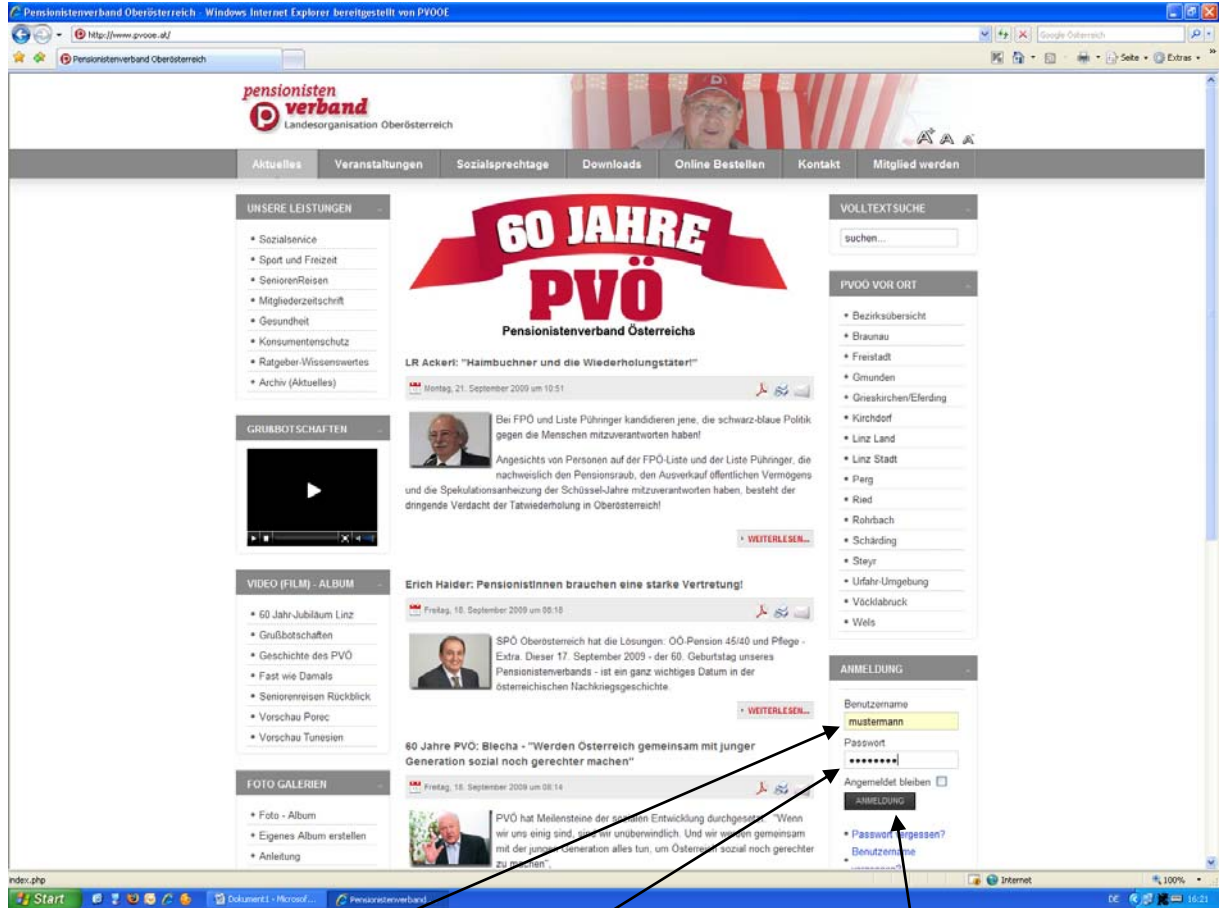 Pensionistenverband Oberösterreich - Windows Internet Explorer bereitgestellt von PVOOE
http://www.pvooe.at/
Google Österreich
Pensionistenverband Oberösterreich
Seite
Extras
pensionisten
verband
Landesorganisation Oberösterreich
A+ A A-
Aktuelles
Veranstaltungen
Sozialsprechtage
Downloads
Online Bestellen
Kontakt
Mitglied werden
UNSERE LEISTUNGEN
Sozialservice
Sport und Freizeit
SeniorenReisen
Mitgliederzeitschrift
Gesundheit
Konsumentenschutz
Ratgeber-Wissenswertes
Archiv (Aktuelles)
GRUßBOTSCHAFTEN
VIDEO (FILM) - ALBUM
60 Jahr-Jubiläum Linz
Grußbotschaften
Geschichte des PVÖ
Fast wie Damals
Seniorenreisen Rückblick
Vorschau Porec
Vorschau Tunesien
FOTO GALERIEN
Foto - Album
Eigenes Album erstellen
Anleitung
60 JAHRE
PVÖ
Pensionistenverband Österreichs
LR Ackerl: "Haimbuchner und die Wiederholungstäter!"
Montag, 21. September 2009 um 10:51
Bei FPÖ und Liste Pühringer kandidieren jene, die schwarz-blaue Politik
gegen die Menschen mitzuverantworten haben!
Angesichts von Personen auf der FPÖ-Liste und der Liste Pühringer, die
nachweislich den Pensionsraub, den Ausverkauf öffentlichen Vermögens
und die Spekulationsanheizung der Schüssel-Jahre mitzuverantworten haben, besteht der
dringende Verdacht der Tatwiederholung in Oberösterreich!
WEITERLESEN...
Erich Haider: PensionistInnen brauchen eine starke Vertretung!
Freitag, 18. September 2009 um 08:18
SPÖ Oberösterreich hat die Lösungen: OÖ-Pension 45/40 und Pflege -
Extra. Dieser 17. September 2009 - der 60. Geburtstag unseres
Pensionistenverbands - ist ein ganz wichtiges Datum in der
österreichischen Nachkriegsgeschichte.
WEITERLESEN...
60 Jahre PVÖ: Blecha - "Werden Österreich gemeinsam mit junger
Generation sozial noch gerechter machen"
Freitag, 18. September 2009 um 08:14
PVÖ hat Meilensteine der sozialen Entwicklung durchgesetzt. "Wenn
wir uns einig sind, sind wir unüberwindlich. Und wir werden gemeinsam
mit der jungen Generation alles tun, um Österreich sozial noch gerechter
zu machen",
VOLLTEXTSUCHE
suchen...
PVOÖ VOR ORT
Bezirksübersicht
Braunau
Freistadt
Gmunden
Grieskirchen/Eferding
Kirchdorf
Linz Land
Linz Stadt
Perg
Ried
Rohrbach
Schärding
Steyr
Urfahr-Umgebung
Vöcklabruck
Wels
ANMELDUNG
Benutzername
mustermann
Passwort
Angemeldet bleiben
ANMELDUNG
Passwort vergessen?
Benutzername
index.php
Internet
100%
Start
Dokument1 - Microsof...
Pensionistenverband
DE
16:21